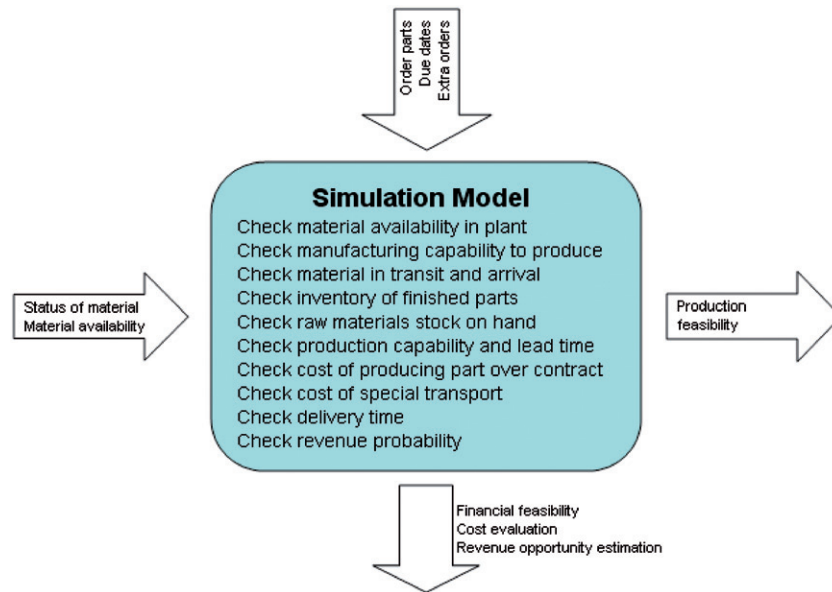 Order parts
Due dates
Extra orders
Simulation Model
Check material availability in plant
Check manufacturing capability to produce
Check material in transit and arrival
Check inventory of finished parts
Check raw materials stock on hand
Check production capability and lead time
Check cost of producing part over contract
Check cost of special transport
Check delivery time
Check revenue probability
Status of material
Material availability
Production
feasibility
Financial feasibility
Cost evaluation
Revenue opportunity estimation